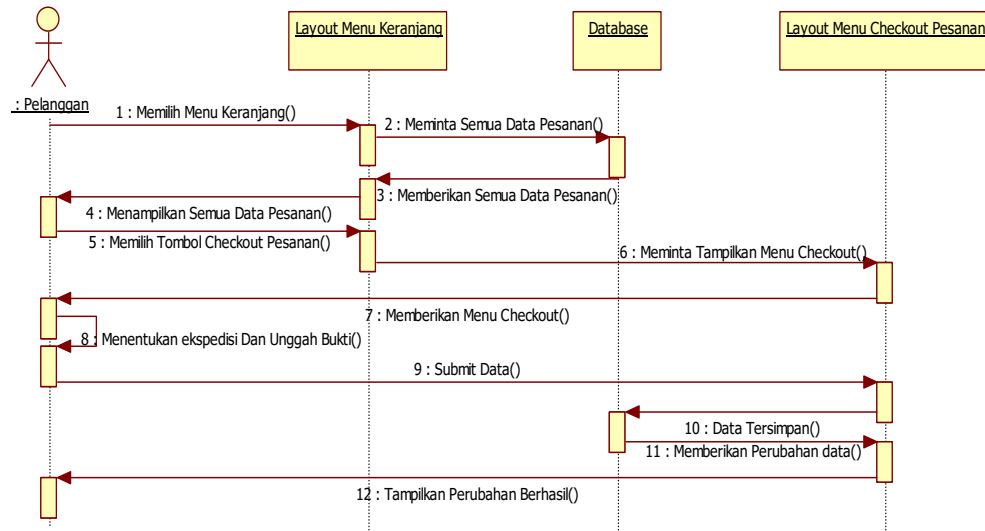 Layout Menu Keranjang
Database
Layout Menu Checkout Pesanan
: Pelanggan
1 : Memilih Menu Keranjang()
2 : Meminta Semua Data Pesanan()
3 : Memberikan Semua Data Pesanan()
4 : Menampilkan Semua Data Pesanan()
5 : Memilih Tombol Checkout Pesanan()
6 : Meminta Tampilkan Menu Checkout()
7 : Memberikan Menu Checkout()
8 : Menentukan ekspedisi Dan Unggah Bukti()
9 : Submit Data()
10 : Data Tersimpan()
11 : Memberikan Perubahan data()
12 : Tampilkan Perubahan Berhasil()